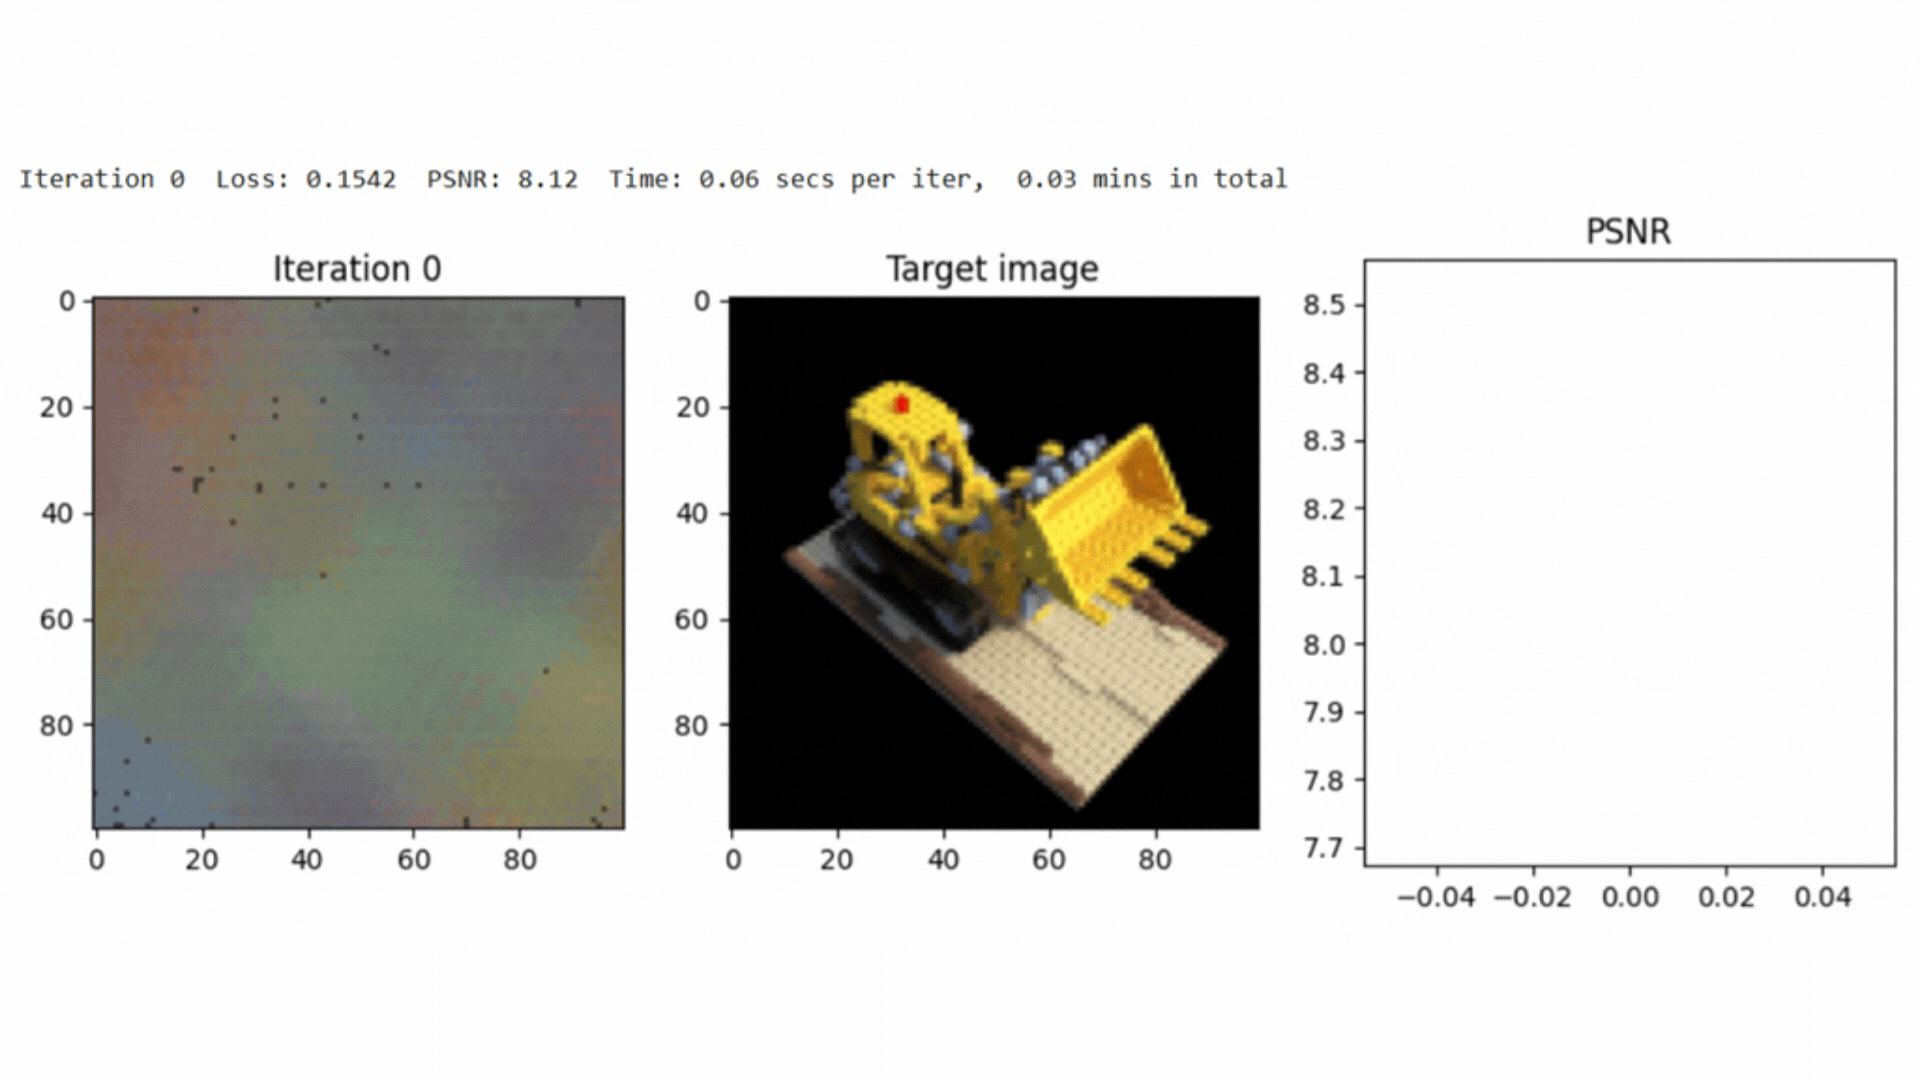 Iteration 0  Loss: 0.1542  PSNR: 8.12  Time: 0.06 secs per iter,  0.03 mins in total
Iteration 0
0
20
40
60
80
0 20 40 60 80
Target image
0
20
40
60
80
0 20 40 60 80
PSNR
8.5
8.4
8.3
8.2
8.1
8.0
7.9
7.8
7.7
−0.04 −0.02 0.00 0.02 0.04